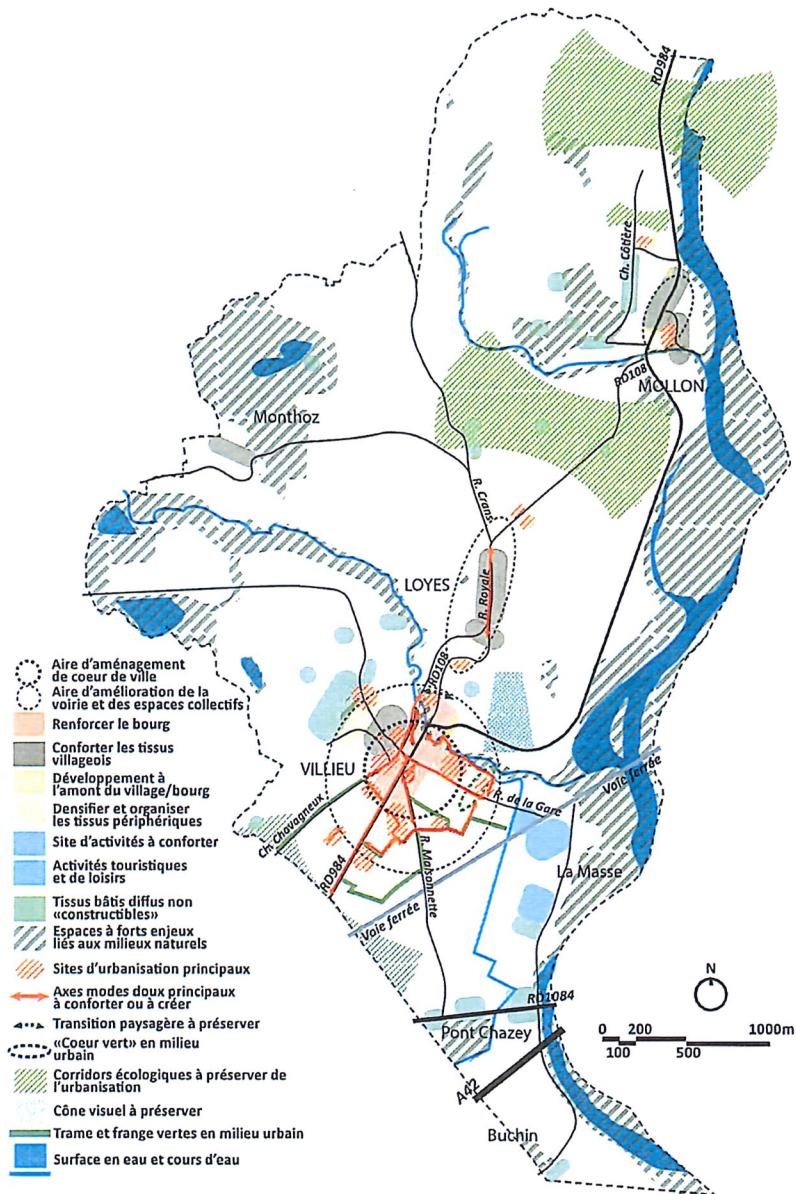 RD984
Ch. Côtière
RD108
MOLLON
Monthoz
R. Crans
LOYES
R. Royale
RD108
VILLIEU
Ch. Chavagneux
RD984
R. Maisonnette
R. de la Gare
Voie ferrée
Voie ferrée
La Masse
RD1084
Pont Chazey
A42
Buchin
N
0 200 1000m
100 500
Aire d'aménagement
de coeur de ville
Aire d'amélioration de la
voirie et des espaces collectifs
Renforcer le bourg
Conforter les tissus
villageois
Développement à
l'amont du village/bourg
Densifier et organiser
les tissus périphériques
Site d'activités à conforter
Activités touristiques
et de loisirs
Tissus bâtis diffus non
«constructibles»
Espaces à forts enjeux
liés aux milieux naturels
Sites d'urbanisation principaux
Axes modes doux principaux
à conforter ou à créer
Transition paysagère à préserver
«Coeur vert» en milieu
urbain
Corridors écologiques à préserver de
l'urbanisation
Cône visuel à préserver
Trame et frange vertes en milieu urbain
Surface en eau et cours d'eau